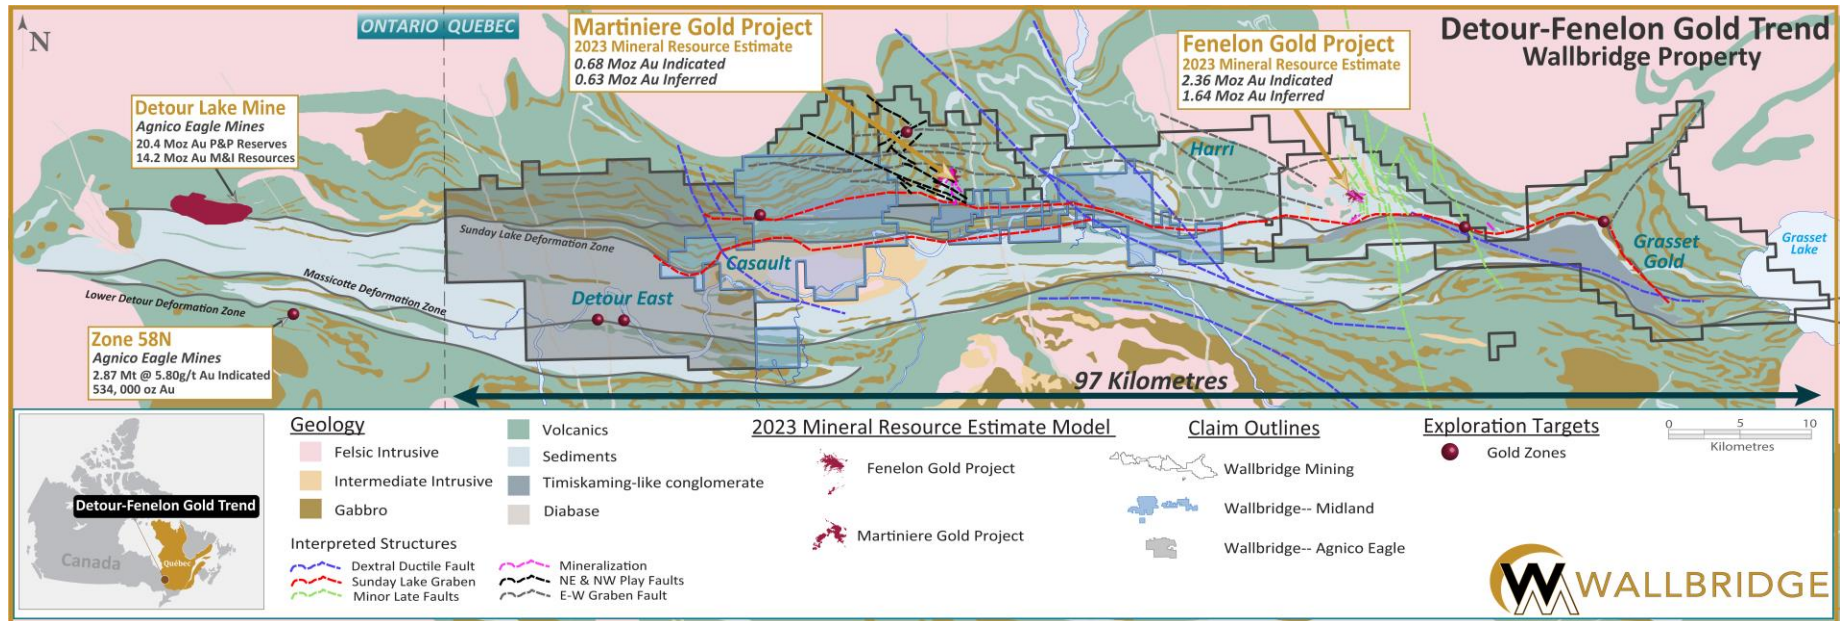 N
ONTARIO QUEBEC
Martiniere Gold Project
2023 Mineral Resource Estimate
0.68 Moz Au Indicated
0.63 Moz Au Inferred
Fenelon Gold Project
2023 Mineral Resource Estimate
2.36 Moz Au Indicated
1.64 Moz Au Inferred
Detour-Fenelon Gold Trend
Wallbridge Property
Detour Lake Mine
Agnico Eagle Mines
20.4 Moz Au P&P Reserves
14.2 Moz Au M&I Resources
Harri
Sunday Lake Deformation Zone
Casault
Grasset
Gold
Grasset
Lake
Massicotte Deformation Zone
Lower Detour Deformation Zone
Detour East
Zone 58N
Agnico Eagle Mines
2.87 Mt @ 5.80g/t Au Indicated
534, 000 oz Au
97 Kilometres
Detour-Fenelon Gold Trend
Canada
Québec
Geology
Felsic Intrusive
Intermediate Intrusive
Gabbro
Volcanics
Sediments
Timiskaming-like conglomerate
Diabase
Interpreted Structures
Dextral Ductile Fault
Sunday Lake Graben
Minor Late Faults
Mineralization
NE & NW Play Faults
E-W Graben Fault
2023 Mineral Resource Estimate Model
Fenelon Gold Project
Martiniere Gold Project
Claim Outlines
Wallbridge Mining
Wallbridge-- Midland
Wallbridge-- Agnico Eagle
Exploration Targets
Gold Zones
0 5 10
Kilometres
WALLBRIDGE